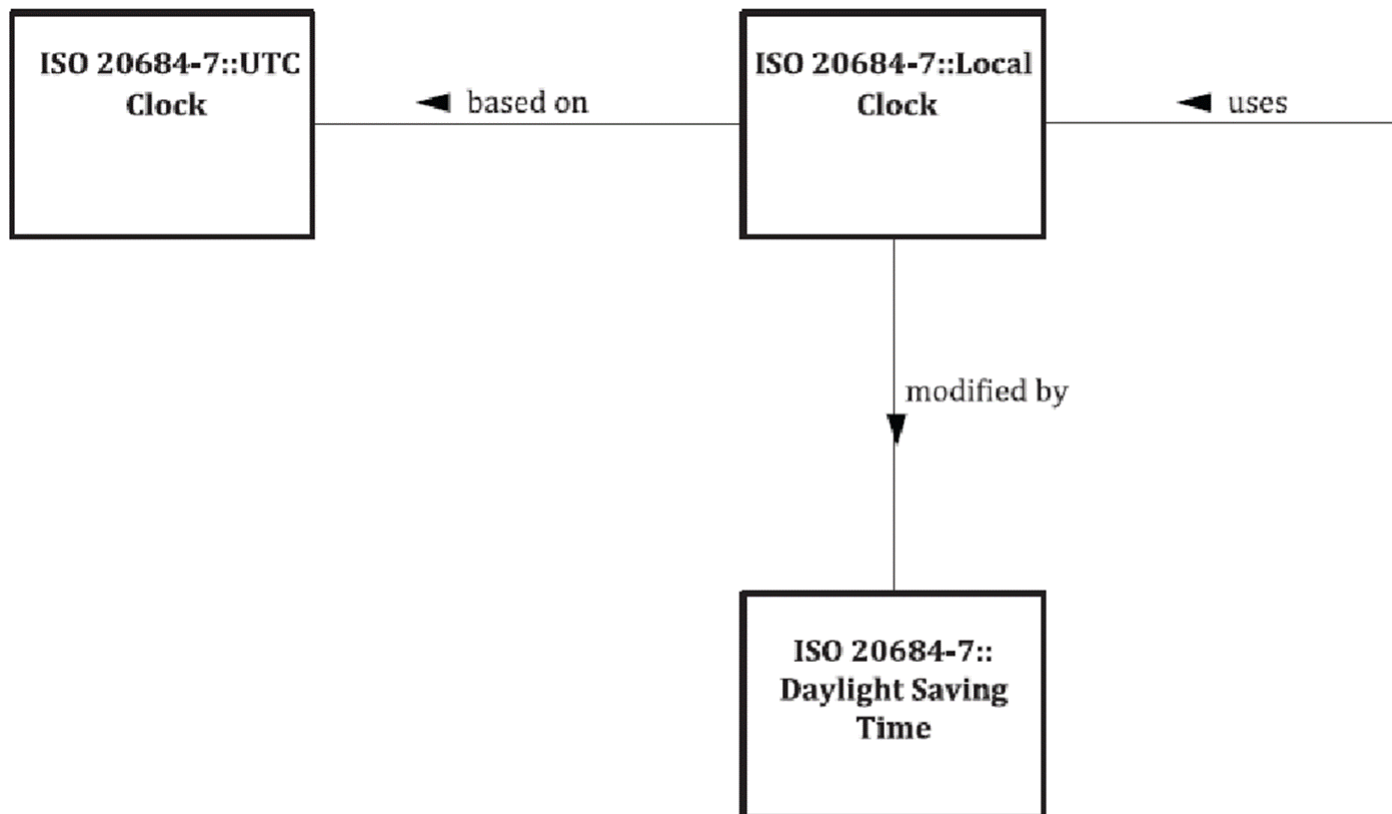 ISO 20684-7::UTC
Clock
based on
ISO 20684-7::Local
Clock
uses
modified by
ISO 20684-7::
Daylight Saving
Time